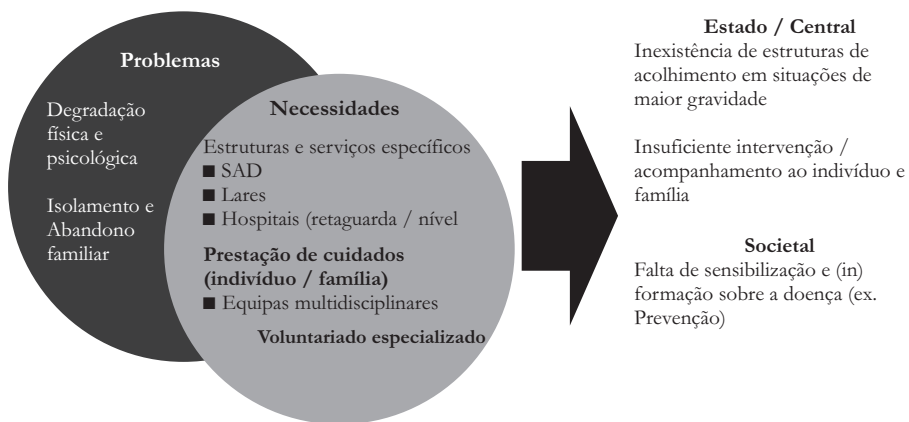 Problemas
Degradação
física e
psicológica
Isolamento e
Abandono
familiar
Necessidades
Estruturas e serviços específicos
■ SAD
■ Lares
■ Hospitais (retaguarda / nível
Prestação de cuidados
(indivíduo / família)
■ Equipas multidisciplinares
Voluntariado especializado
Estado / Central
Inexistência de estruturas de
acolhimento em situações de
maior gravidade
Insuficiente intervenção /
acompanhamento ao indivíduo e
família
Societal
Falta de sensibilização e (in)
formação sobre a doença (ex.
Prevenção)